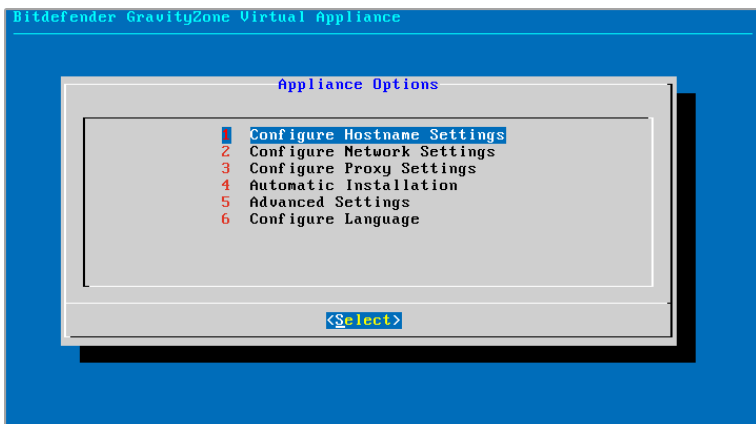 Bitdefender GravityZone Virtual Appliance
Appliance Options
1 Configure Hostname Settings
2 Configure Network Settings
3 Configure Proxy Settings
4 Automatic Installation
5 Advanced Settings
6 Configure Language
<Select>